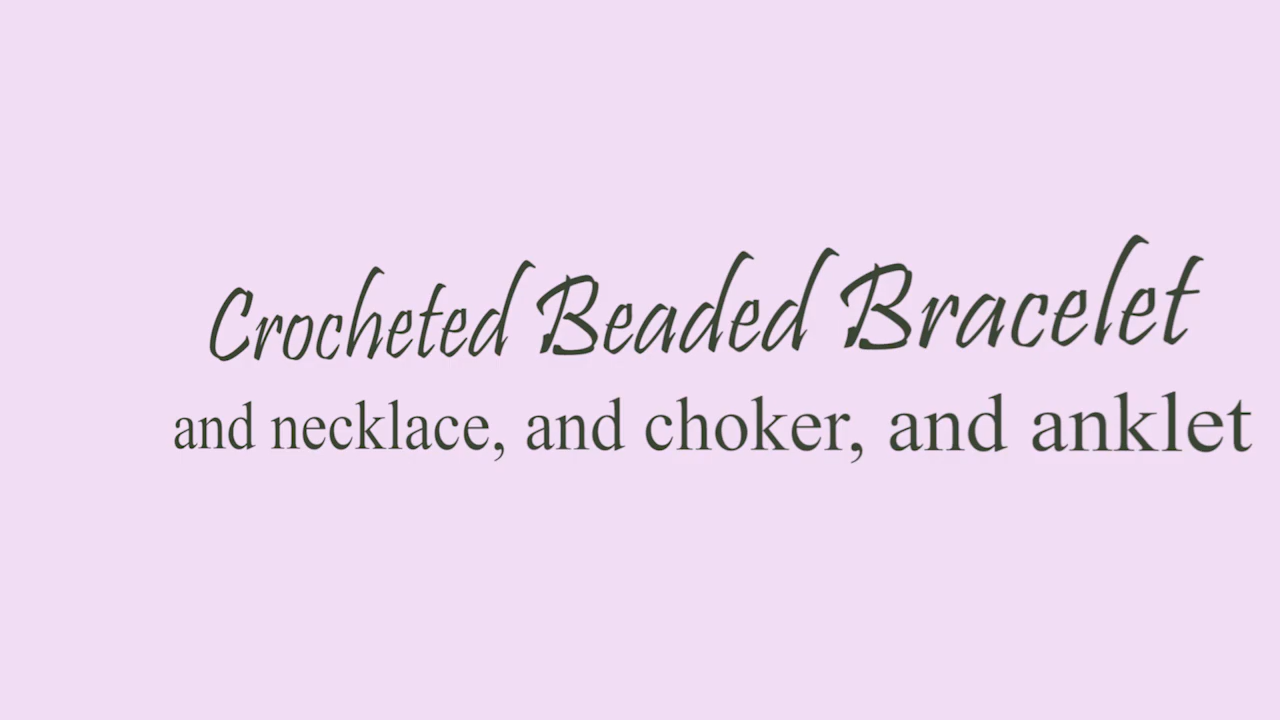 Crocheted Beaded Bracelet
and necklace, and choker, and anklet